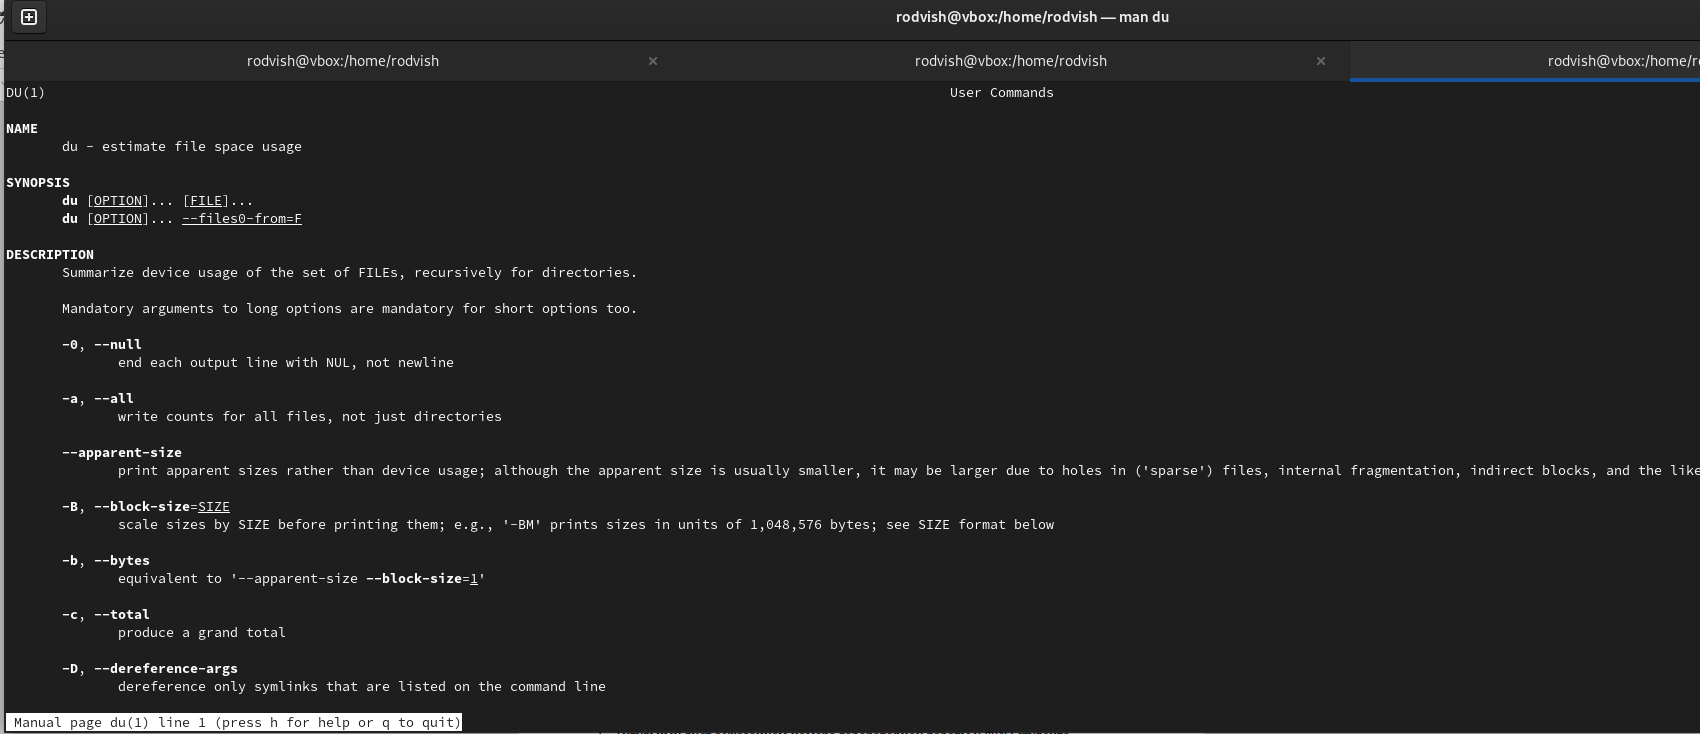 rodvish@vbox:/home/rodvish — man du
rodvish@vbox:/home/rodvish × rodvish@vbox:/home/rodvish × rodvish@vbox:/home/r
DU(1) User Commands
NAME
du - estimate file space usage
SYNOPSIS
du [OPTION]... [FILE]...
du [OPTION]... --files0-from=F
DESCRIPTION
Summarize device usage of the set of FILEs, recursively for directories.
Mandatory arguments to long options are mandatory for short options too.
-0, --null
end each output line with NUL, not newline
-a, --all
write counts for all files, not just directories
--apparent-size
print apparent sizes rather than device usage; although the apparent size is usually smaller, it may be larger due to holes in ('sparse') files, internal fragmentation, indirect blocks, and the like
-B, --block-size=SIZE
scale sizes by SIZE before printing them; e.g., '-BM' prints sizes in units of 1,048,576 bytes; see SIZE format below
-b, --bytes
equivalent to '--apparent-size --block-size=1'
-c, --total
produce a grand total
-D, --dereference-args
dereference only symlinks that are listed on the command line
Manual page du(1) line 1 (press h for help or q to quit)